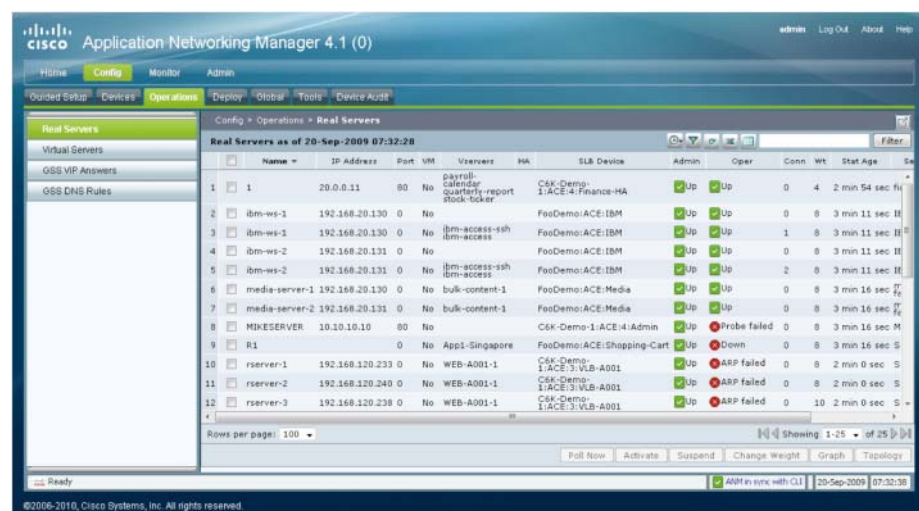 cisco Application Networking Manager 4.1 (0)
admin Log Out About Help
Home Config Monitor Admin
Guided Setup Devices Operations Deploy Global Tools Device Audit
Real Servers
Virtual Servers
GSS VIP Answers
GSS DNS Rules
Config > Operations > Real Servers
Real Servers as of 20-Sep-2009 07:32:28
Filter
Name IP Address Port VM Vservers HA SLB Device Admin Oper Conn Wt Stat Age Se
1 1 20.0.0.11 80 No payroll-calendar quarterly-report stock-ticker C6K-Demo-1:ACE:4:Finance-HA Up Up 0 4 2 min 54 sec
2 ibm-ws-1 192.168.20.130 0 No FooDemo:ACE:IBM Up Up 0 8 3 min 11 sec
3 ibm-ws-1 192.168.20.130 0 No ibm-access-ssh ibm-access FooDemo:ACE:IBM Up Up 1 8 3 min 11 sec
4 ibm-ws-2 192.168.20.131 0 No FooDemo:ACE:IBM Up Up 0 8 3 min 11 sec
5 ibm-ws-2 192.168.20.131 0 No ibm-access-ssh ibm-access FooDemo:ACE:IBM Up Up 2 8 3 min 11 sec
6 media-server-1 192.168.20.130 0 No bulk-content-1 FooDemo:ACE:Media Up Up 0 8 3 min 16 sec
7 media-server-2 192.168.20.131 0 No bulk-content-1 FooDemo:ACE:Media Up Up 0 8 3 min 16 sec
8 MIKESERVER 10.10.10.10 80 No C6K-Demo-1:ACE:4:Admin Up Probe failed 0 8 3 min 16 sec M
9 R1 0 No App1-Singapore FooDemo:ACE:Shopping-Cart Up Down 0 8 3 min 16 sec S
10 rserver-1 192.168.120.233 0 No WEB-A001-1 C6K-Demo-1:ACE:3:VLB-A001 Up ARP failed 0 8 2 min 0 sec S
11 rserver-2 192.168.120.240 0 No WEB-A001-1 C6K-Demo-1:ACE:3:VLB-A001 Up ARP failed 0 8 2 min 0 sec S
12 rserver-3 192.168.120.238 0 No WEB-A001-1 C6K-Demo-1:ACE:3:VLB-A001 Up ARP failed 0 10 2 min 0 sec S
Rows per page: 100 Showing 1-25 of 25
Poll Now Activate Suspend Change Weight Graph Topology
Ready ANM in sync with CLI 20-Sep-2009 07:32:38
©2006-2010, Cisco Systems, Inc. All rights reserved.